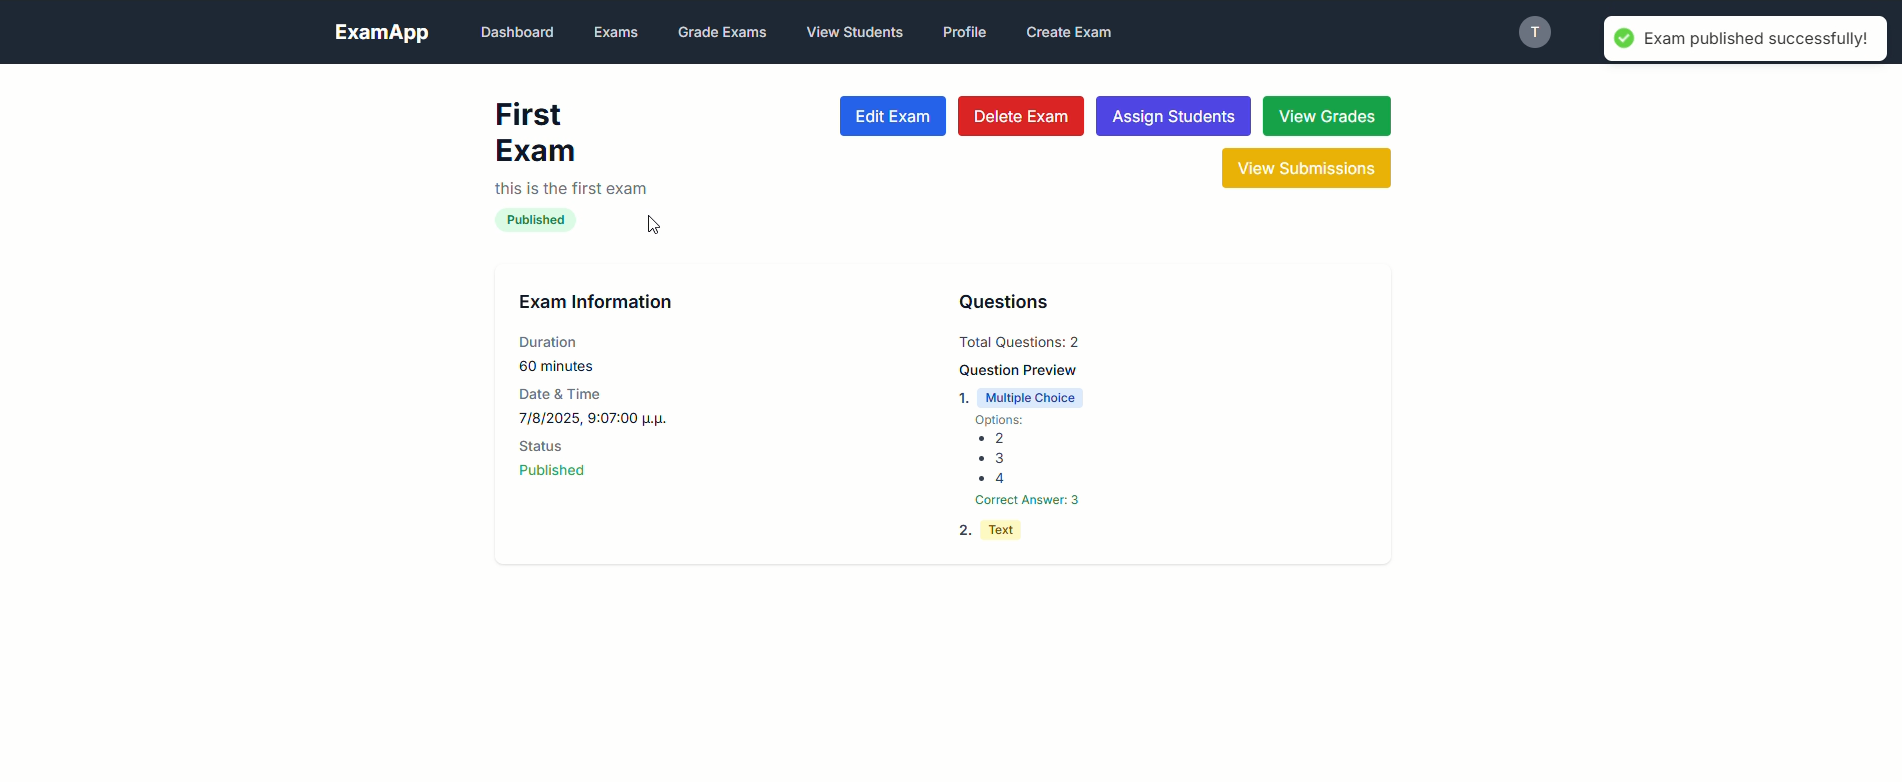 ExamApp Dashboard Exams Grade Exams View Students Profile Create Exam T Exam published successfully!
First
Exam
this is the first exam
Published
Edit Exam Delete Exam Assign Students View Grades
View Submissions
Exam Information
Duration
60 minutes
Date & Time
7/8/2025, 9:07:00 μ.μ.
Status
Published
Questions
Total Questions: 2
Question Preview
1. Multiple Choice
Options:
• 2
• 3
• 4
Correct Answer: 3
2. Text